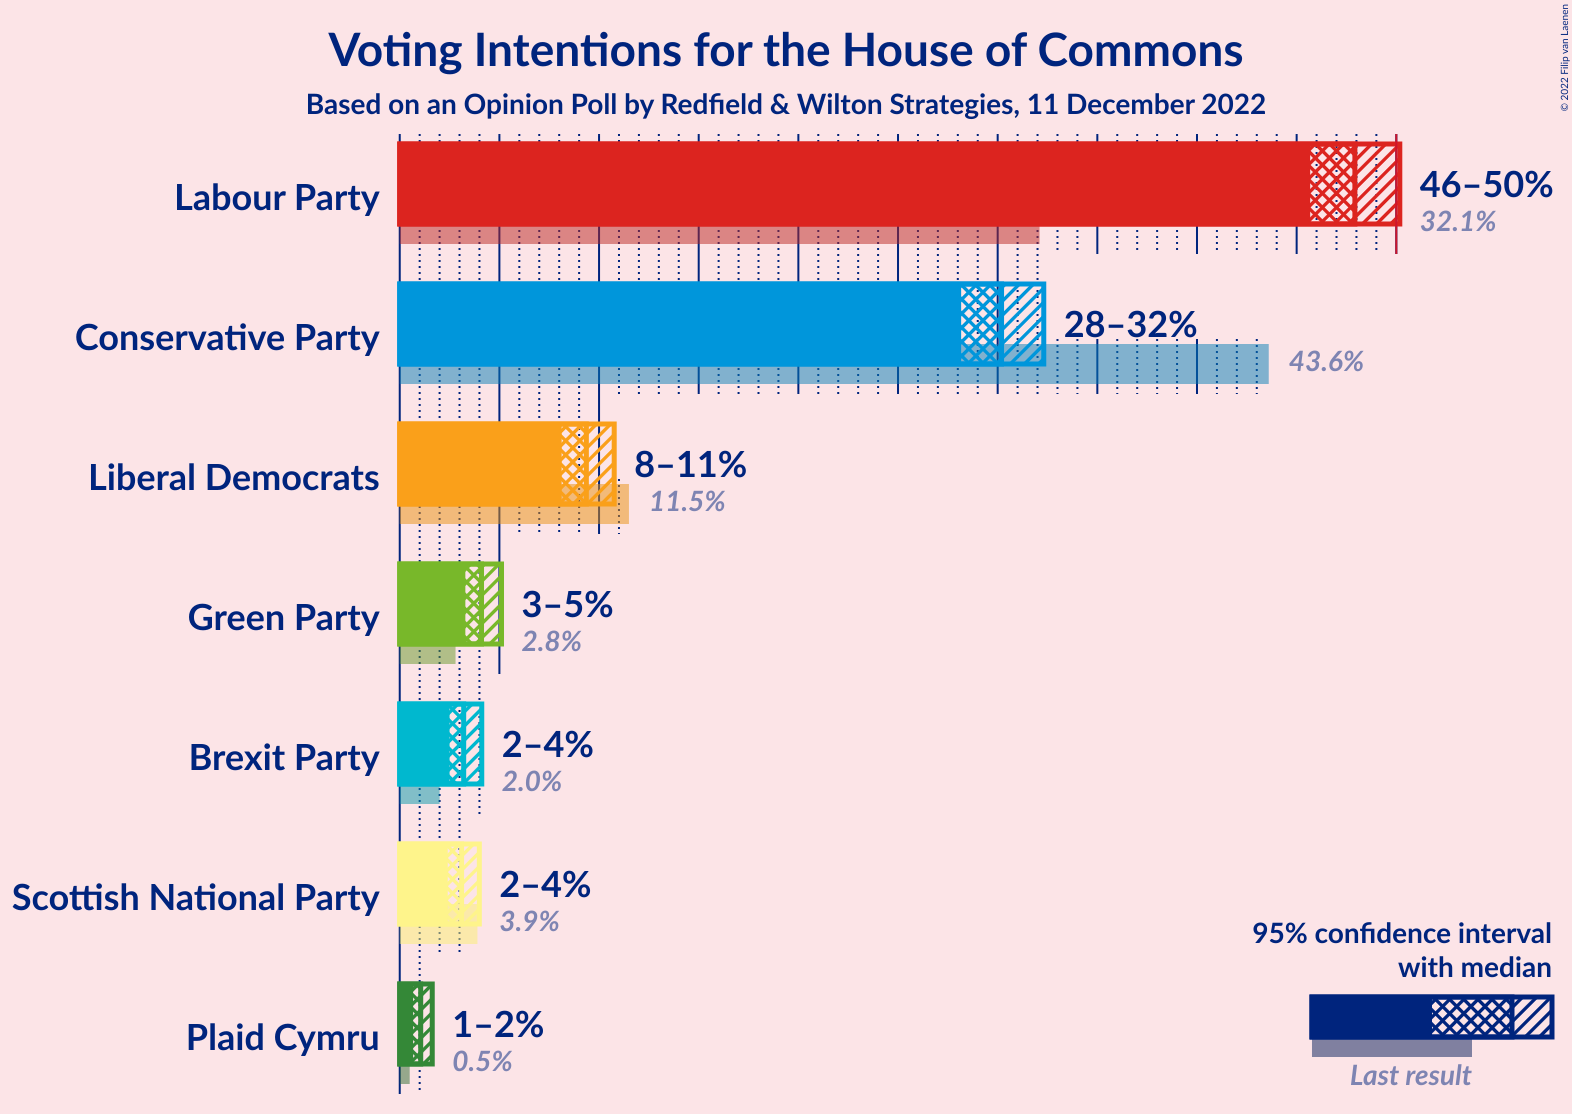 Voting Intentions for the House of Commons
Based on an Opinion Poll by Redfield & Wilton Strategies, 11 December 2022
© 2022 Filip van Laenen
Labour Party
46–50%
32.1%
Conservative Party
28–32%
43.6%
Liberal Democrats
8–11%
11.5%
Green Party
3–5%
2.8%
Brexit Party
2–4%
2.0%
Scottish National Party
2–4%
3.9%
Plaid Cymru
1–2%
0.5%
95% confidence interval
with median
Last result